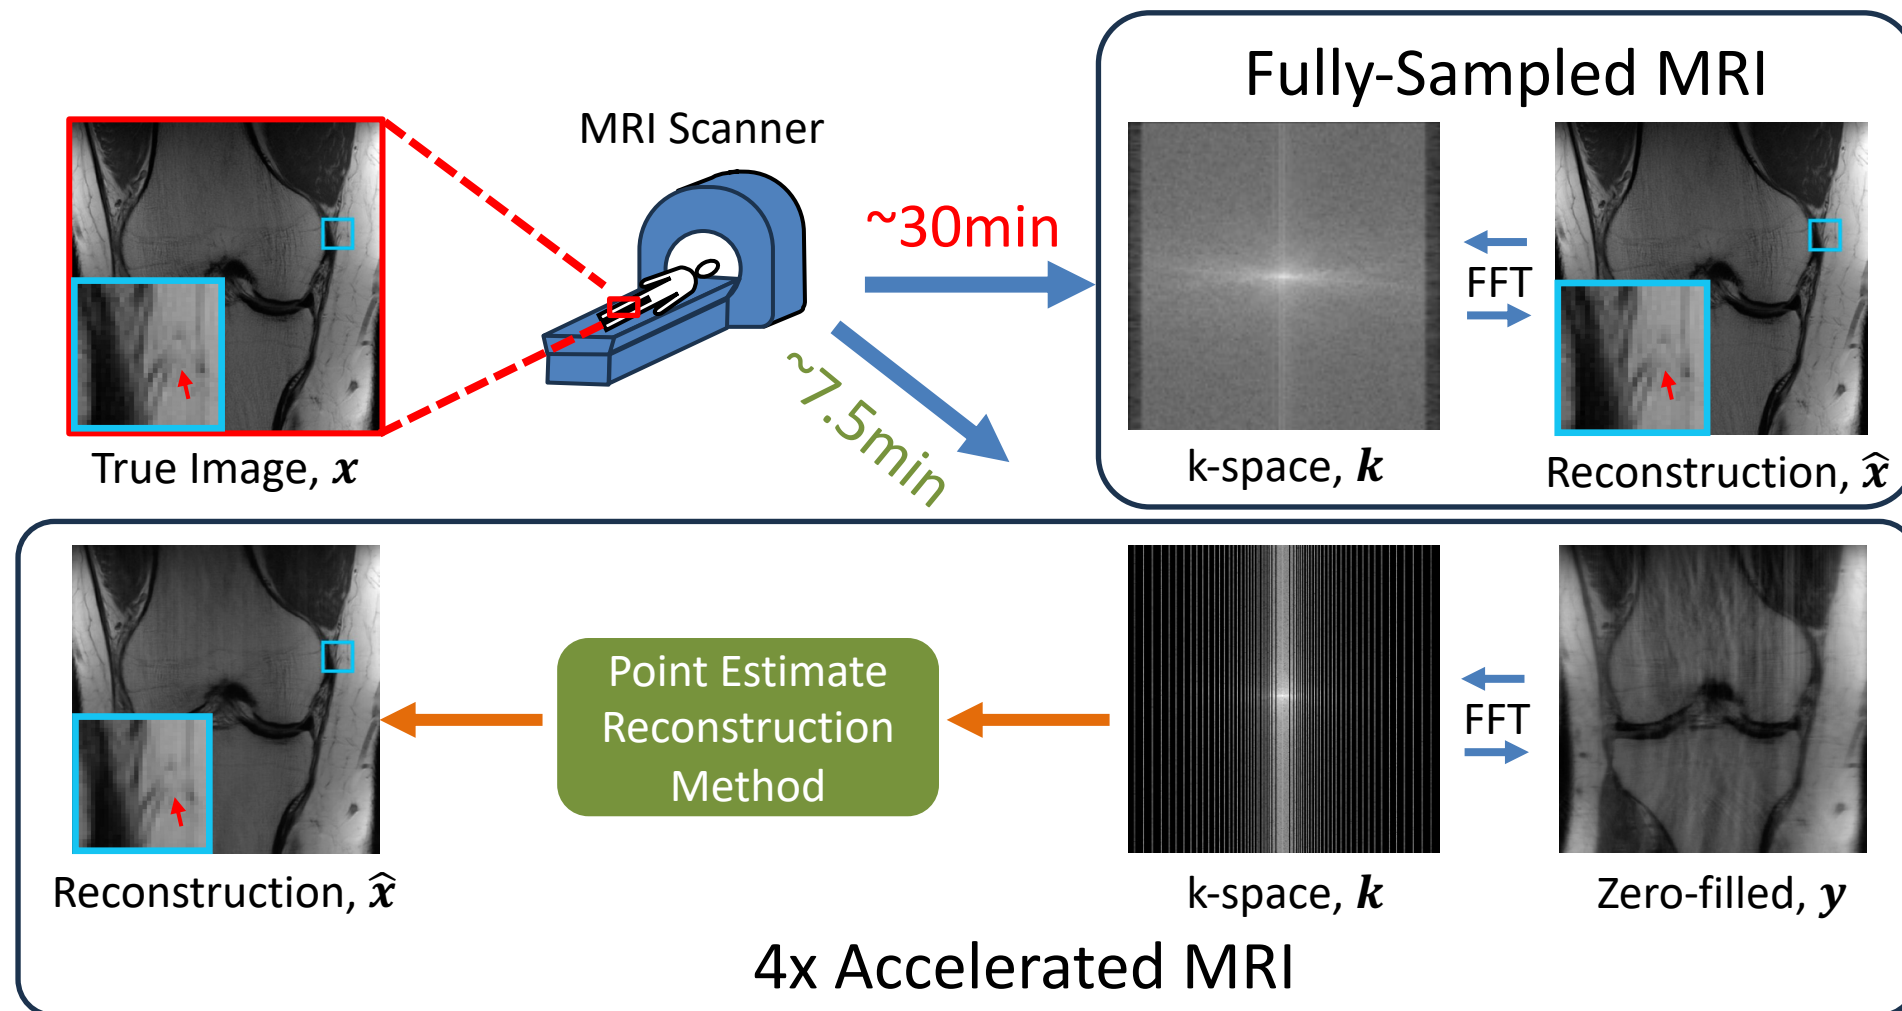 Fully-Sampled MRI
MRI Scanner
~30min
FFT
~7.5min
True Image, x
k-space, k
Reconstruction, x̂
Point Estimate
Reconstruction
Method
FFT
Reconstruction, x̂
k-space, k
Zero-filled, y
4x Accelerated MRI